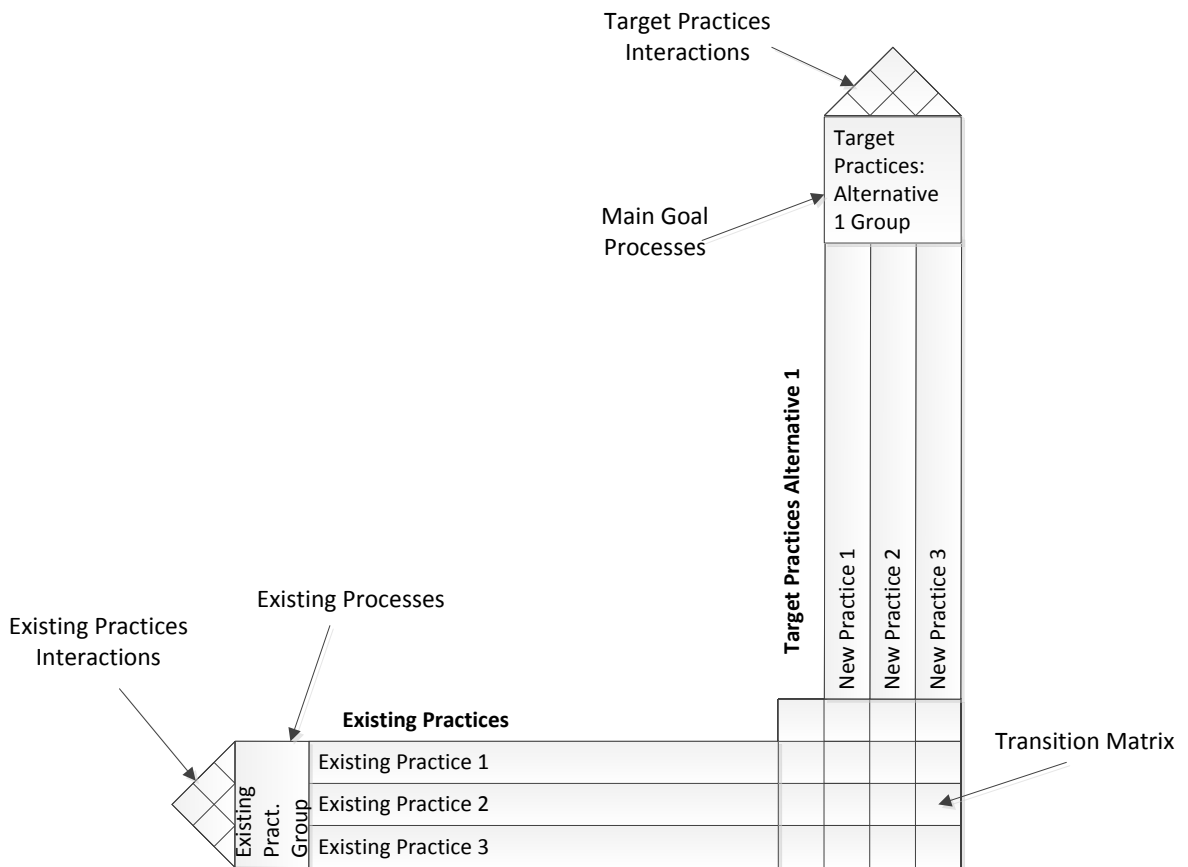 Target Practices
Interactions
Target
Practices:
Alternative
1 Group
Main Goal
Processes
Target Practices Alternative 1
New Practice 1
New Practice 2
New Practice 3
Existing Processes
Existing Practices
Interactions
Existing Practices
Transition Matrix
Existing
Pract.
Group
Existing Practice 1
Existing Practice 2
Existing Practice 3